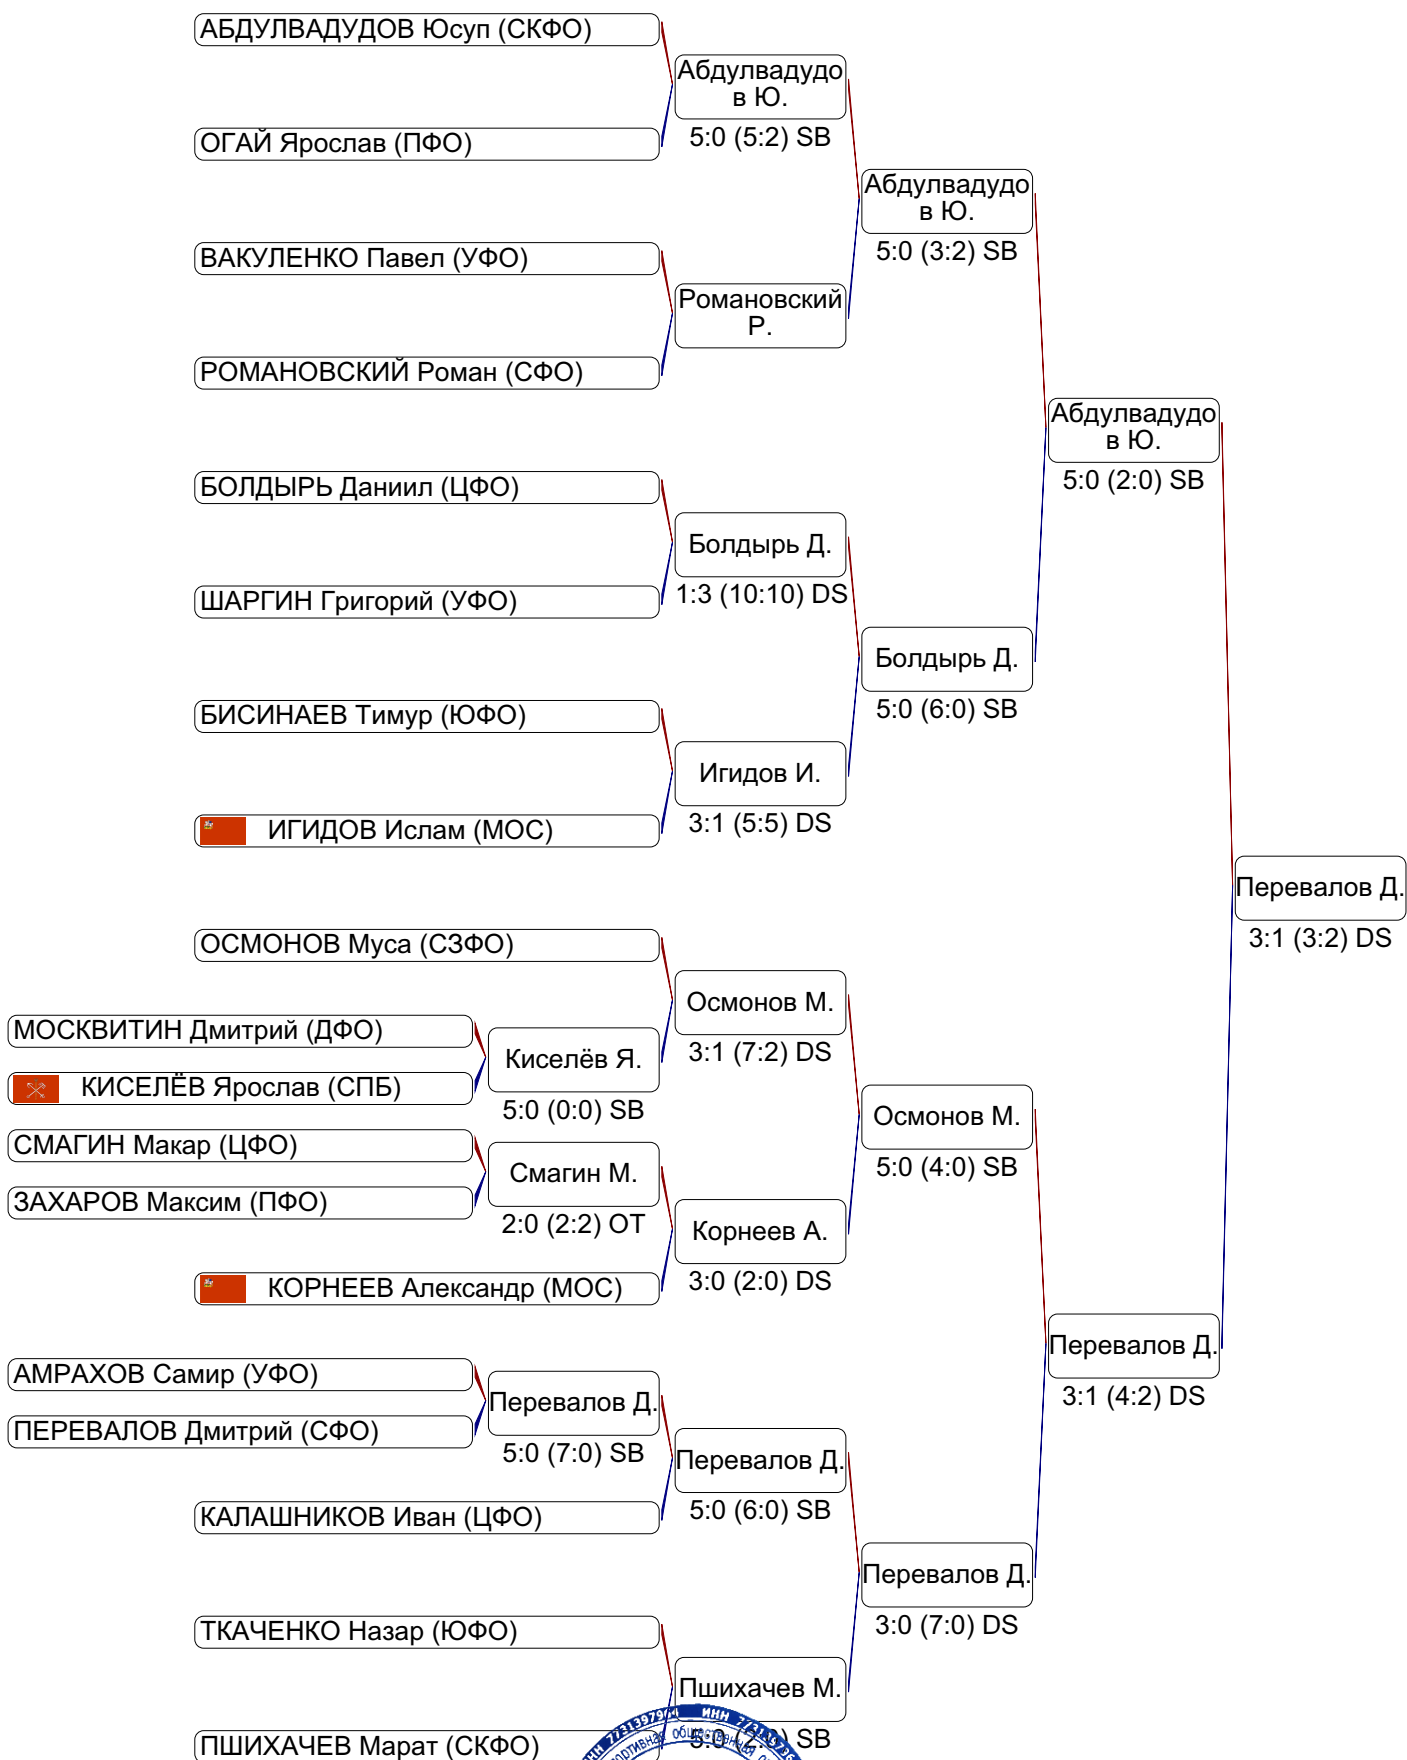 АБДУЛВАДУДОВ Юсуп (СКФО)
Абдулвадудо
в Ю.
5:0 (5:2) SB
ОГАЙ Ярослав (ПФО)
Абдулвадудо
в Ю.
5:0 (3:2) SB
ВАКУЛЕНКО Павел (УФО)
Романовский
Р.
РОМАНОВСКИЙ Роман (СФО)
Абдулвадудо
в Ю.
5:0 (2:0) SB
БОЛДЫРЬ Даниил (ЦФО)
Болдырь Д.
1:3 (10:10) DS
ШАРГИН Григорий (УФО)
Болдырь Д.
5:0 (6:0) SB
БИСИНАЕВ Тимур (ЮФО)
Игидов И.
3:1 (5:5) DS
ИГИДОВ Ислам (МОС)
Перевалов Д.
3:1 (3:2) DS
ОСМОНОВ Муса (СЗФО)
Осмонов М.
3:1 (7:2) DS
МОСКВИТИН Дмитрий (ДФО)
Киселёв Я.
5:0 (0:0) SB
КИСЕЛЁВ Ярослав (СПБ)
Осмонов М.
5:0 (4:0) SB
СМАГИН Макар (ЦФО)
Смагин М.
2:0 (2:2) OT
ЗАХАРОВ Максим (ПФО)
Корнеев А.
3:0 (2:0) DS
КОРНЕЕВ Александр (МОС)
Перевалов Д.
3:1 (4:2) DS
АМРАХОВ Самир (УФО)
Перевалов Д.
5:0 (7:0) SB
ПЕРЕВАЛОВ Дмитрий (СФО)
Перевалов Д.
5:0 (6:0) SB
КАЛАШНИКОВ Иван (ЦФО)
Перевалов Д.
3:0 (7:0) DS
ТКАЧЕНКО Назар (ЮФО)
Пшихачев М.
SB
ПШИХАЧЕВ Марат (СКФО)